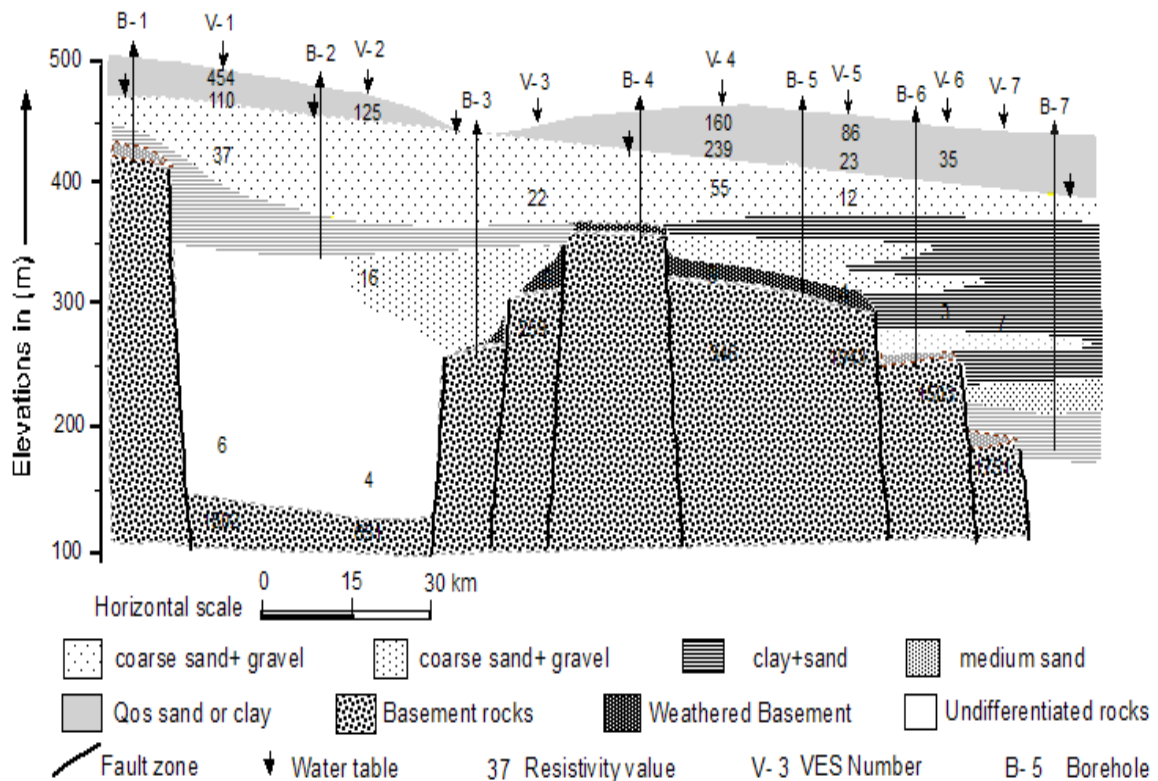 B-1 V-1 B-2 V-2 B-3 V-3 B-4 V-4 B-5 V-5 B-6 V-6 V-7 B-7
500
454
110 125 160 86
239 23 35
37 55
400
22 12
16
300
Elevations in (m)
200
6
4
100
0 15 30 km
Horizontal scale
coarse sand+ gravel coarse sand+ gravel clay+sand medium sand
Qos sand or clay Basement rocks Weathered Basement Undifferentiated rocks
Fault zone Water table 37 Resistivity value V- 3 VES Number B- 5 Borehole